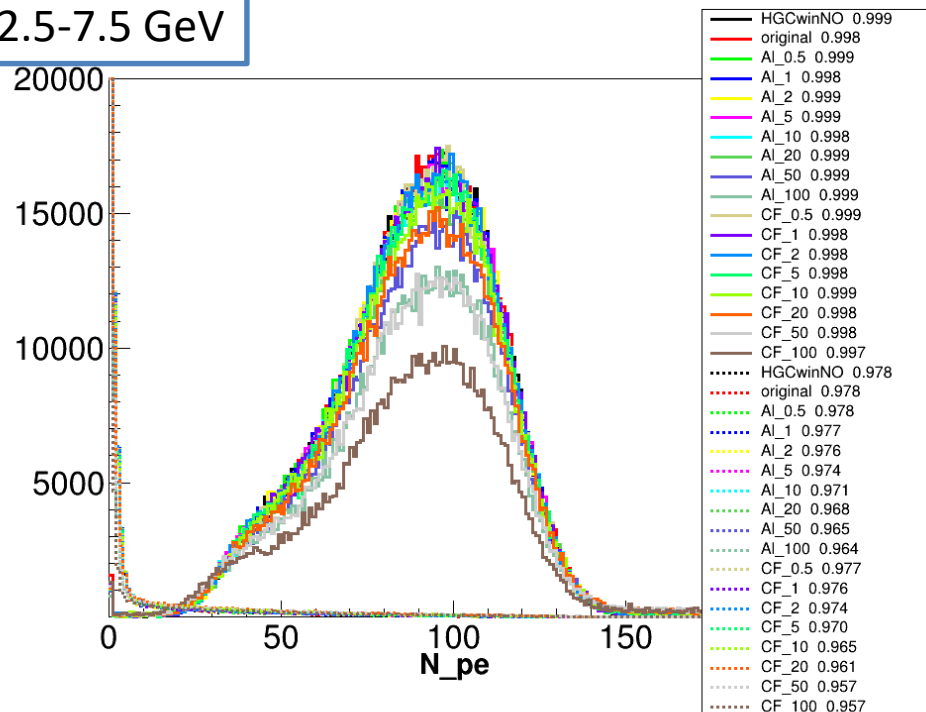 2.5-7.5 GeV
20000
15000
10000
5000
0
50
100
150
N_pe
HGCwinNO 0.999
original 0.998
Al_0.5 0.999
Al_1 0.998
Al_2 0.999
Al_5 0.999
Al_10 0.998
Al_20 0.999
Al_50 0.999
Al_100 0.999
CF_0.5 0.999
CF_1 0.998
CF_2 0.998
CF_5 0.998
CF_10 0.999
CF_20 0.998
CF_50 0.998
CF_100 0.997
HGCwinNO 0.978
original 0.978
Al_0.5 0.978
Al_1 0.977
Al_2 0.976
Al_5 0.974
Al_10 0.971
Al_20 0.968
Al_50 0.965
Al_100 0.964
CF_0.5 0.977
CF_1 0.976
CF_2 0.974
CF_5 0.970
CF_10 0.965
CF_20 0.961
CF_50 0.957
CF_100 0.957